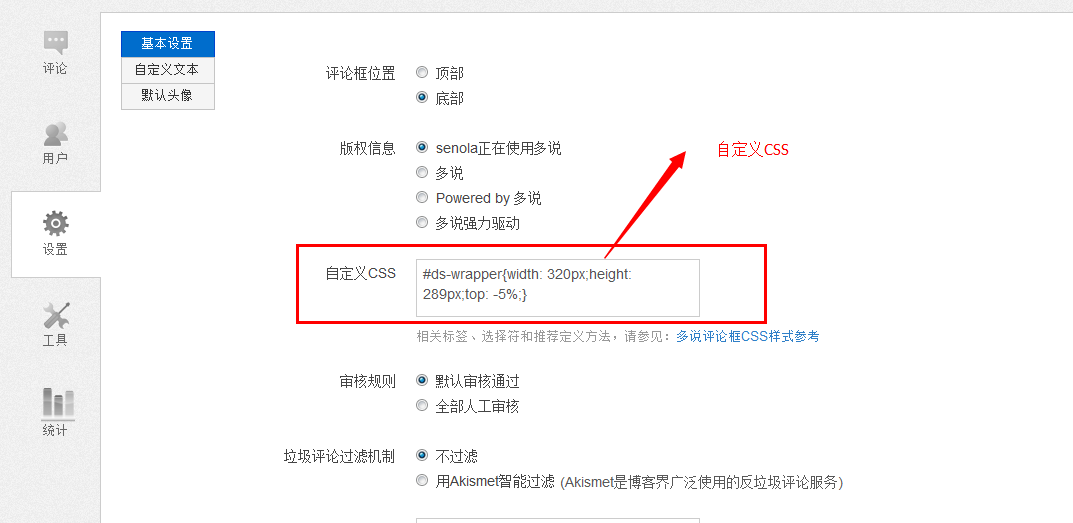 评论
用户
设置
工具
统计
基本设置
自定义文本
默认头像
评论框位置
顶部
底部
版权信息
senola正在使用多说
多说
Powered by 多说
多说强力驱动
自定义CSS
自定义CSS
#ds-wrapper{width: 320px;height:
289px;top: -5%;}
相关标签、选择符和推荐定义方法，请参见：多说评论框CSS样式参考
审核规则
默认审核通过
全部人工审核
垃圾评论过滤机制
不过滤
用Akismet智能过滤 (Akismet是博客界广泛使用的反垃圾评论服务)